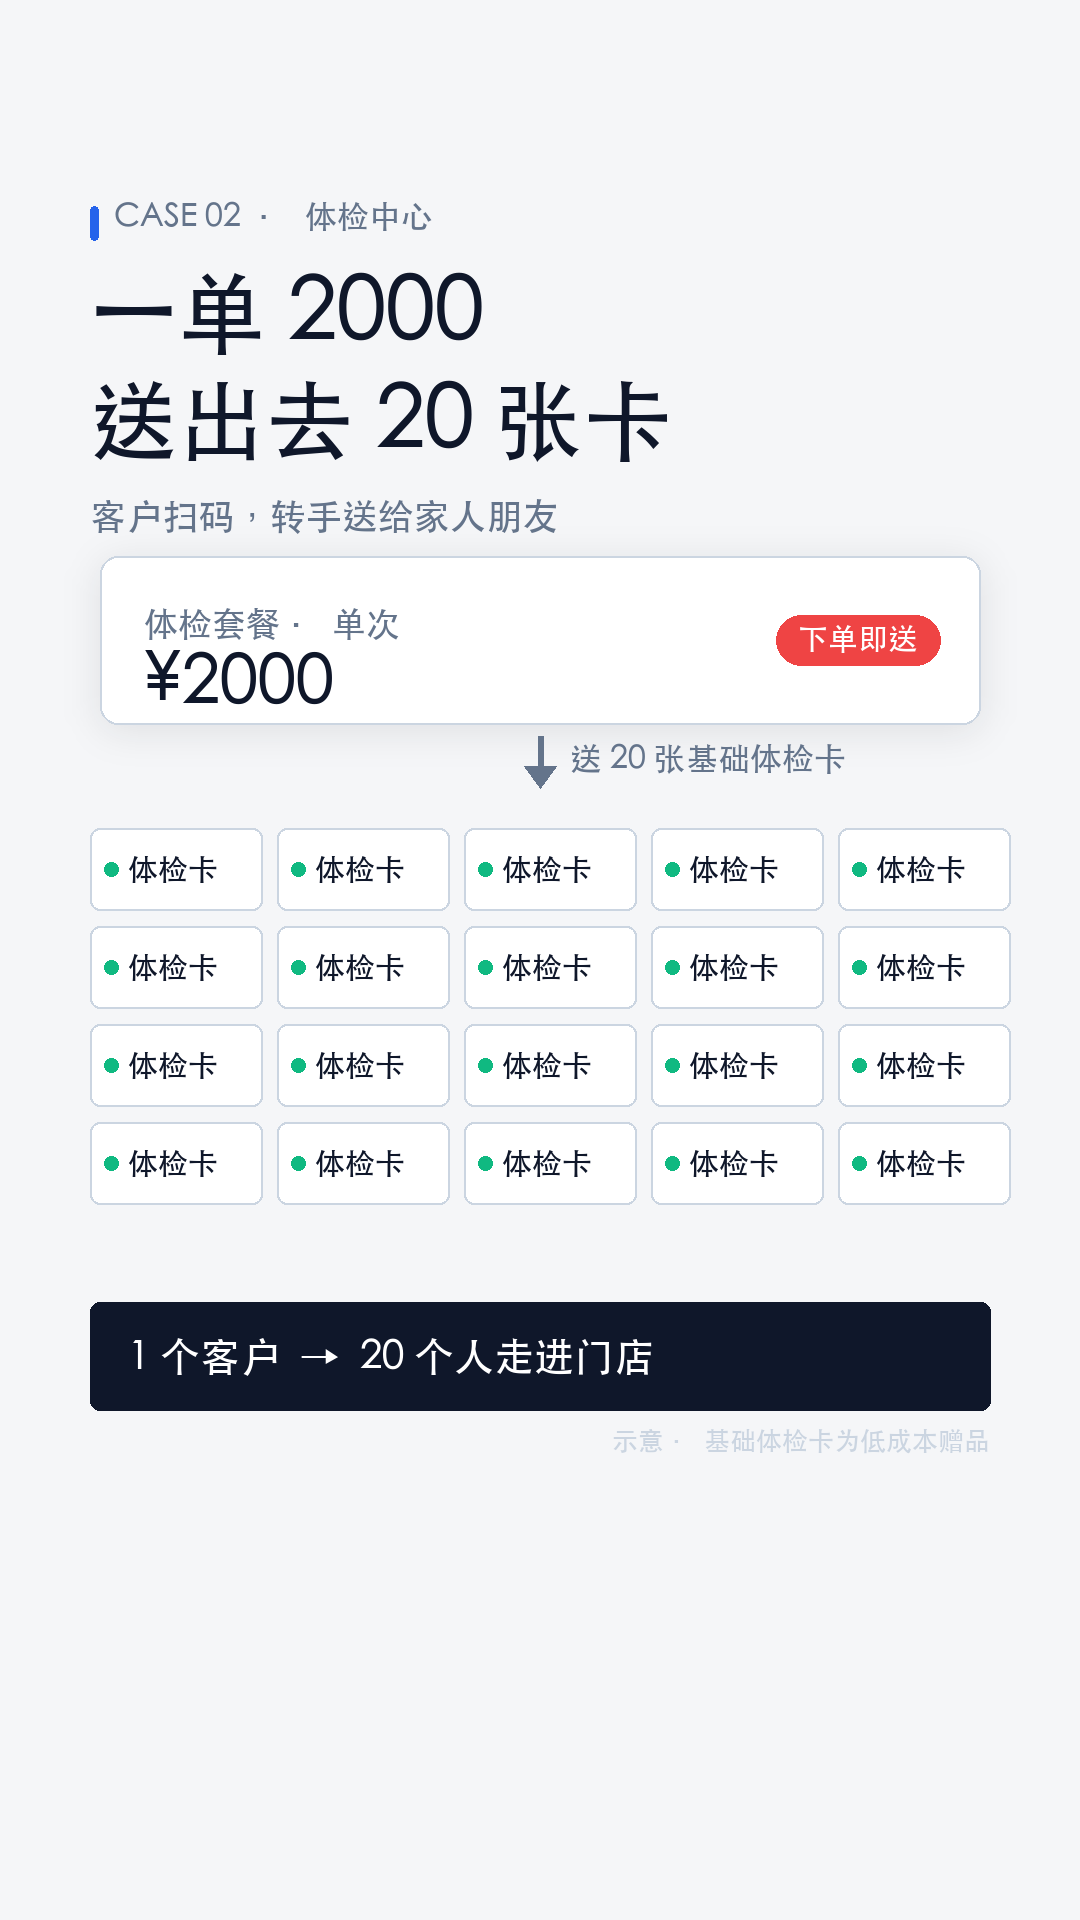 CASE 02 · 体检中心
一单 2000
送出去 20 张卡
客户扫码，转手送给家人朋友
体检套餐 · 单次
¥2000
下单即送
送 20 张基础体检卡
体检卡 体检卡 体检卡 体检卡 体检卡
体检卡 体检卡 体检卡 体检卡 体检卡
体检卡 体检卡 体检卡 体检卡 体检卡
体检卡 体检卡 体检卡 体检卡 体检卡
1 个客户 → 20 个人走进门店
示意 · 基础体检卡为低成本赠品